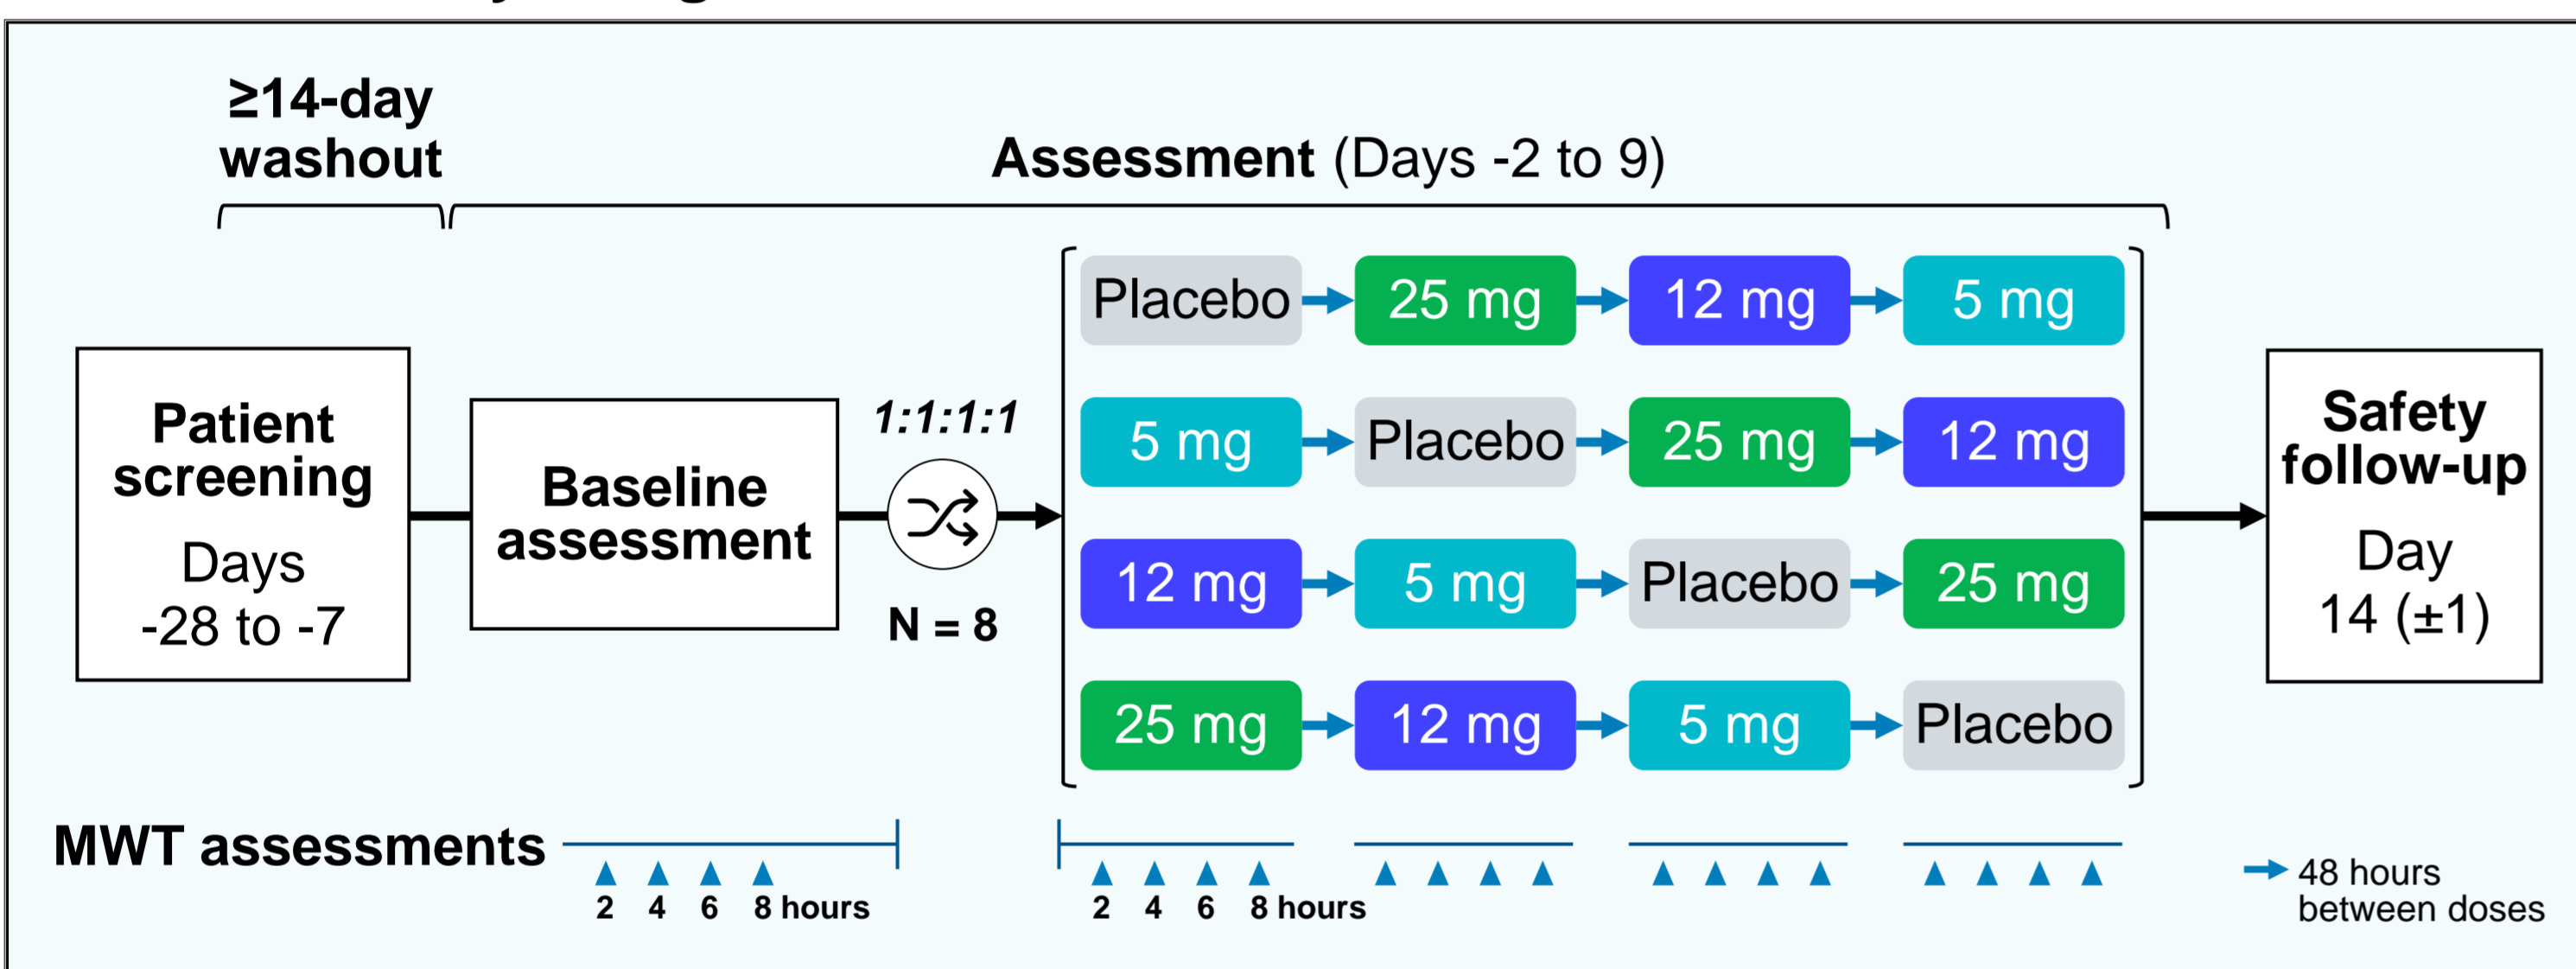 ≥14-day
washout
Assessment (Days -2 to 9)
Patient
screening
Days
-28 to -7
Baseline
assessment
1:1:1:1
N = 8
Placebo
25 mg
12 mg
5 mg
5 mg
Placebo
25 mg
12 mg
12 mg
5 mg
Placebo
25 mg
25 mg
12 mg
5 mg
Placebo
Safety
follow-up
Day
14 (±1)
MWT assessments
2 4 6 8 hours
2 4 6 8 hours
48 hours
between doses